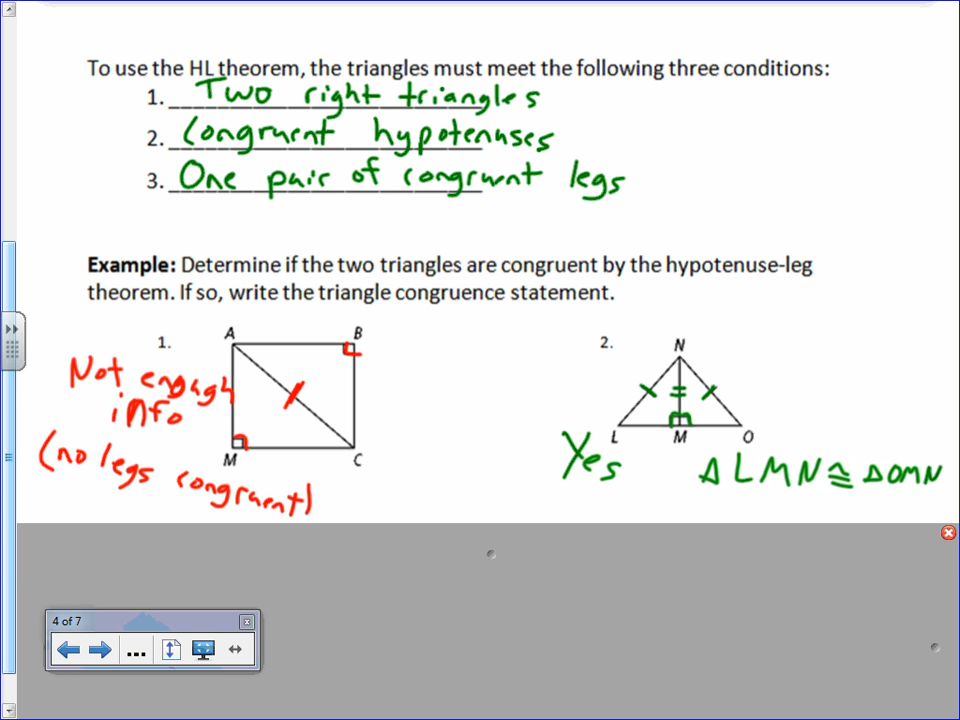 To use the HL theorem, the triangles must meet the following three conditions:
1. Two right triangles
2. Congruent hypotenuses
3. One pair of congrunt legs
Example: Determine if the two triangles are congruent by the hypotenuse-leg
theorem. If so, write the triangle congruence statement.
1.
A
B
Not enough
info
(no legs congruent)
M
C
2.
N
L
M
O
Yes
△LMN≅△OMN
4 of 7